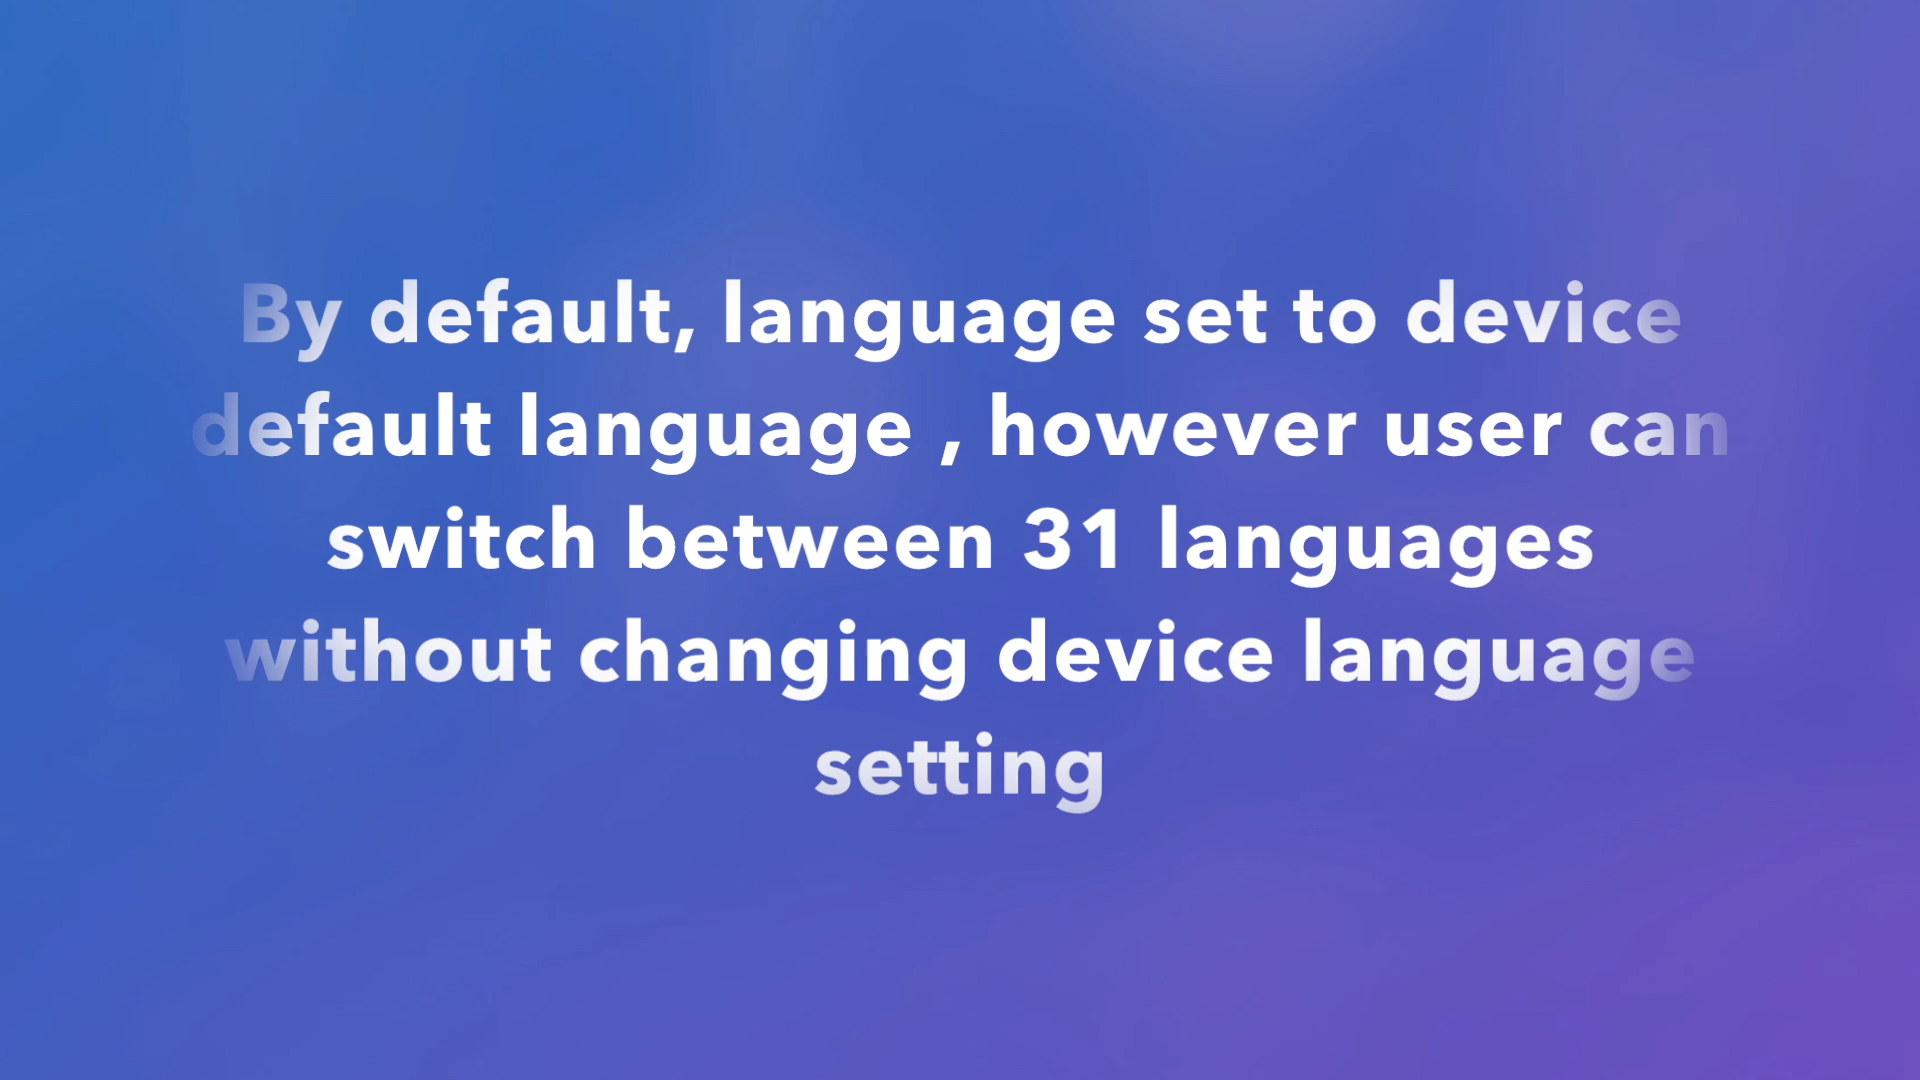 By default, language set to device
default language , however user can
switch between 31 languages
without changing device language
setting